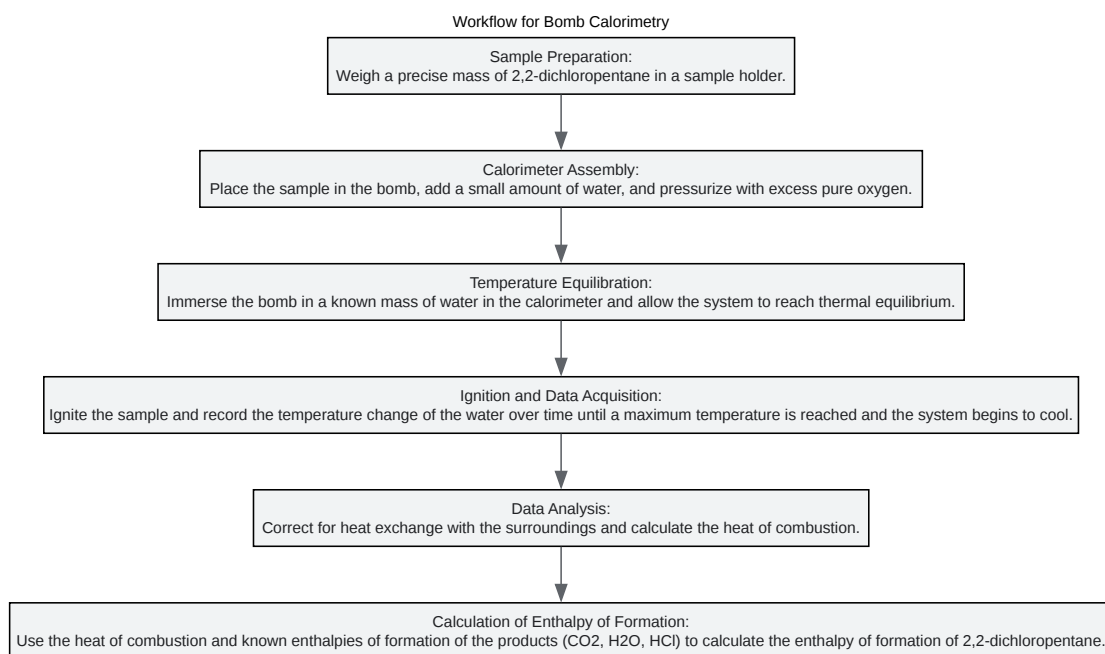 Workflow for Bomb Calorimetry
Sample Preparation:
Weigh a precise mass of 2,2-dichloropentane in a sample holder.
Calorimeter Assembly:
Place the sample in the bomb, add a small amount of water, and pressurize with excess pure oxygen.
Temperature Equilibration:
Immerse the bomb in a known mass of water in the calorimeter and allow the system to reach thermal equilibrium.
Ignition and Data Acquisition:
Ignite the sample and record the temperature change of the water over time until a maximum temperature is reached and the system begins to cool.
Data Analysis:
Correct for heat exchange with the surroundings and calculate the heat of combustion.
Calculation of Enthalpy of Formation:
Use the heat of combustion and known enthalpies of formation of the products (CO2, H2O, HCl) to calculate the enthalpy of formation of 2,2-dichloropentane.